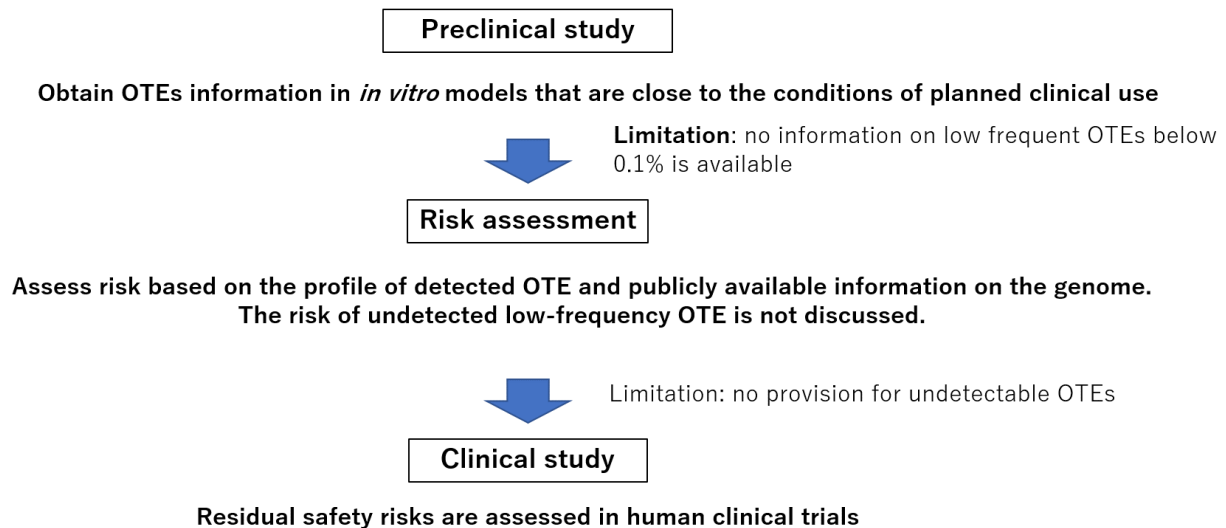 Preclinical study
Obtain OTEs information in in vitro models that are close to the conditions of planned clinical use
Limitation: no information on low frequent OTEs below
0.1% is available
Risk assessment
Assess risk based on the profile of detected OTE and publicly available information on the genome.
The risk of undetected low-frequency OTE is not discussed.
Limitation: no provision for undetectable OTEs
Clinical study
Residual safety risks are assessed in human clinical trials